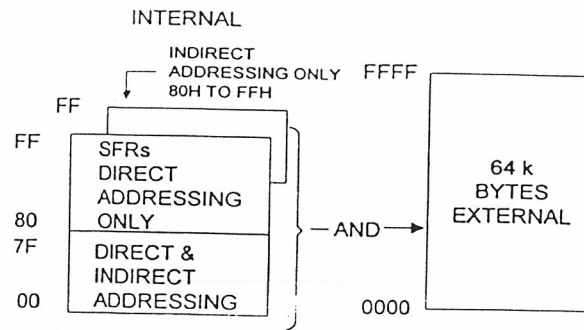 INTERNAL
INDIRECT
ADDRESSING ONLY
80H TO FFH
FF
FF
SFRs
DIRECT
ADDRESSING
ONLY
80
7F
DIRECT &
INDIRECT
ADDRESSING
00
AND
FFFF
64 k
BYTES
EXTERNAL
0000